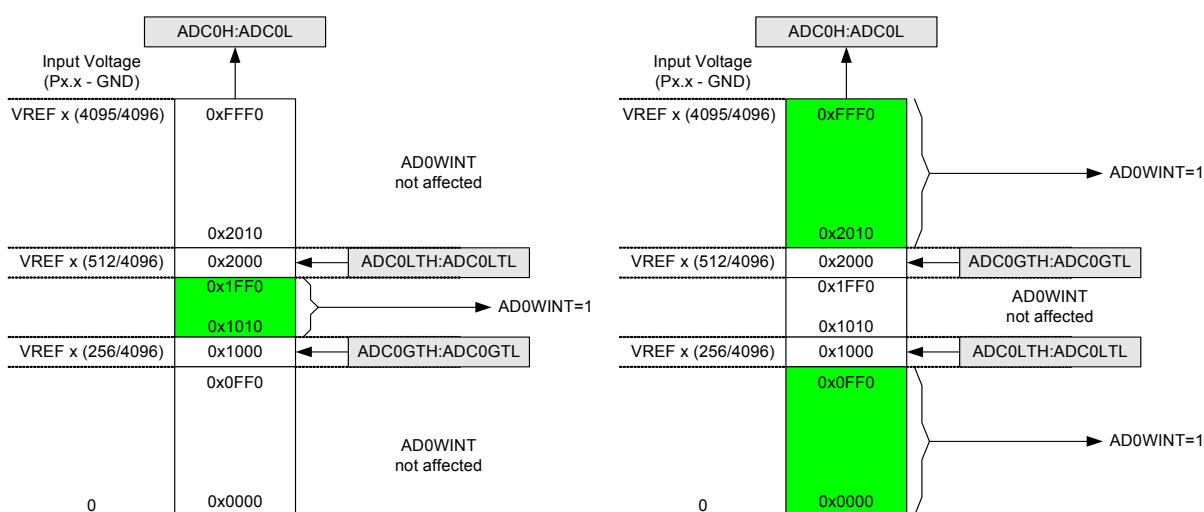 ADC0H:ADC0L
Input Voltage
(Px.x - GND)
VREF x (4095/4096)
0xFFF0
AD0WINT
not affected
0x2010
VREF x (512/4096)
0x2000
ADC0LTH:ADC0LTL
0x1FF0
AD0WINT=1
0x1010
VREF x (256/4096)
0x1000
ADC0GTH:ADC0GTL
0x0FF0
AD0WINT
not affected
0
0x0000
ADC0H:ADC0L
Input Voltage
(Px.x - GND)
VREF x (4095/4096)
0xFFF0
AD0WINT=1
0x2010
VREF x (512/4096)
0x2000
ADC0GTH:ADC0GTL
0x1FF0
AD0WINT
not affected
0x1010
VREF x (256/4096)
0x1000
ADC0LTH:ADC0LTL
0x0FF0
AD0WINT=1
0
0x0000